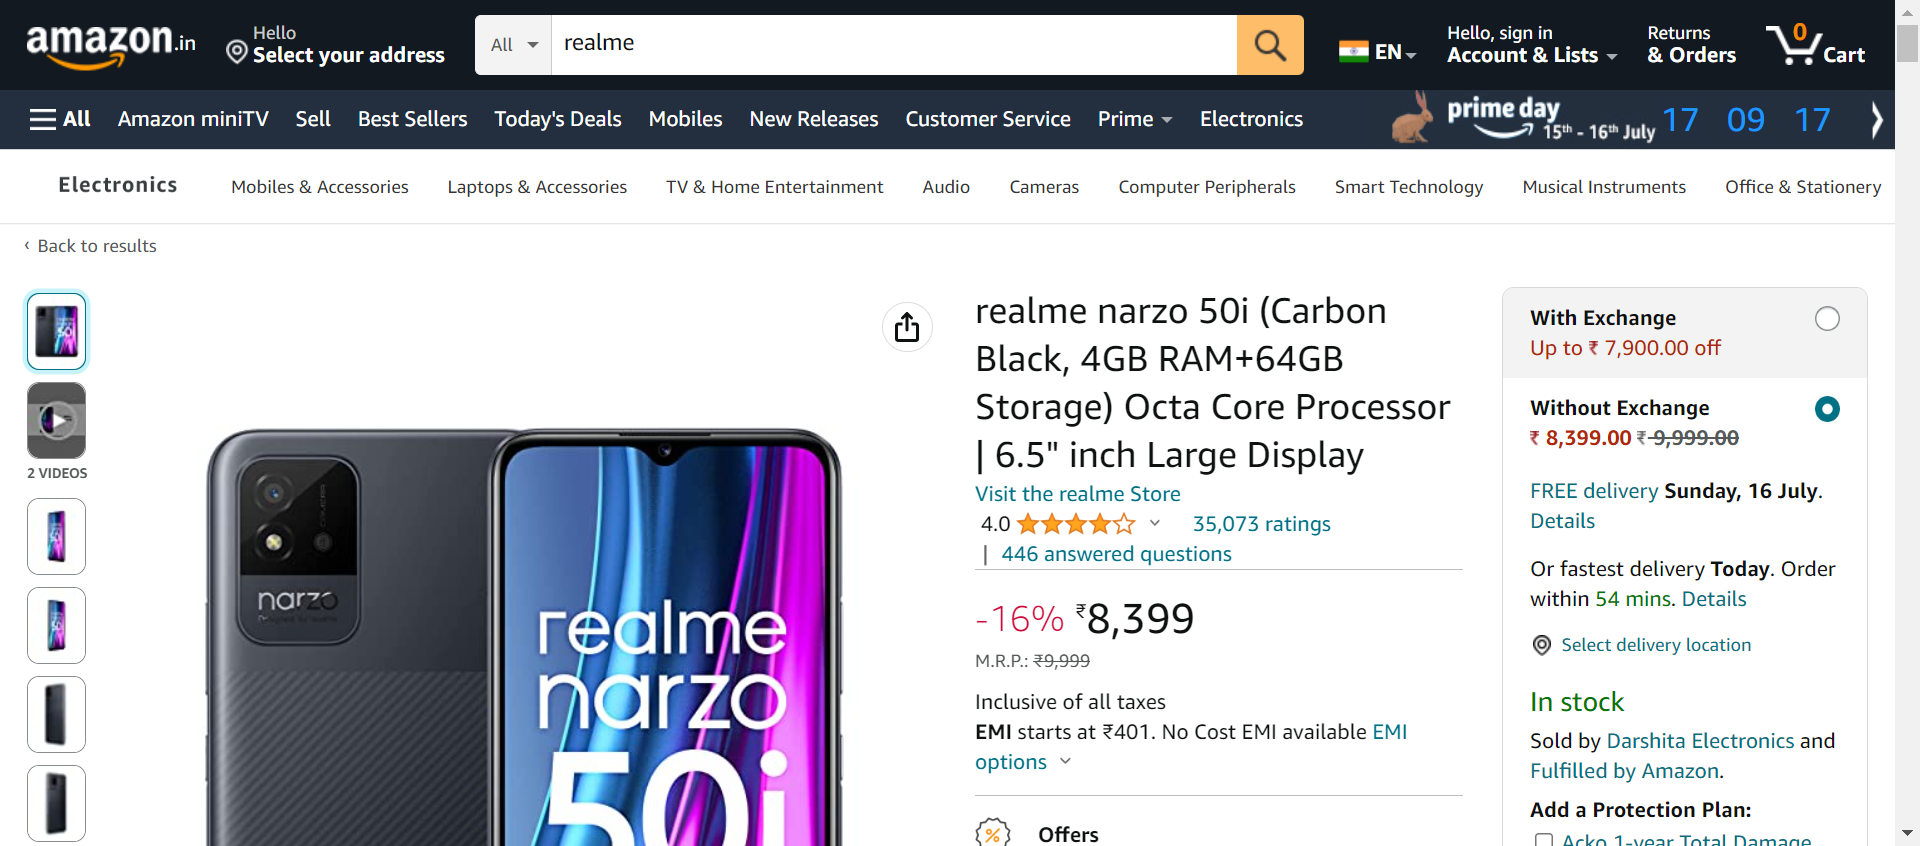 amazon.in
Hello
Select your address
All
realme
EN
Hello, sign in
Account & Lists
Returns
& Orders
0
Cart
All
Amazon miniTV
Sell
Best Sellers
Today's Deals
Mobiles
New Releases
Customer Service
Prime
Electronics
prime day
15th - 16th July
17 09 17
Electronics
Mobiles & Accessories
Laptops & Accessories
TV & Home Entertainment
Audio
Cameras
Computer Peripherals
Smart Technology
Musical Instruments
Office & Stationery
‹ Back to results
2 VIDEOS
narzo
realme
narzo
50i
realme narzo 50i (Carbon
Black, 4GB RAM+64GB
Storage) Octa Core Processor
| 6.5" inch Large Display
Visit the realme Store
4.0
35,073 ratings
| 446 answered questions
-16% ₹8,399
M.R.P.: ₹9,999
Inclusive of all taxes
EMI starts at ₹401. No Cost EMI available EMI
options
% Offers
With Exchange
Up to ₹ 7,900.00 off
Without Exchange
₹ 8,399.00 ₹ 9,999.00
FREE delivery Sunday, 16 July.
Details
Or fastest delivery Today. Order
within 54 mins. Details
Select delivery location
In stock
Sold by Darshita Electronics and
Fulfilled by Amazon.
Add a Protection Plan:
Acko 1-year Total Damage